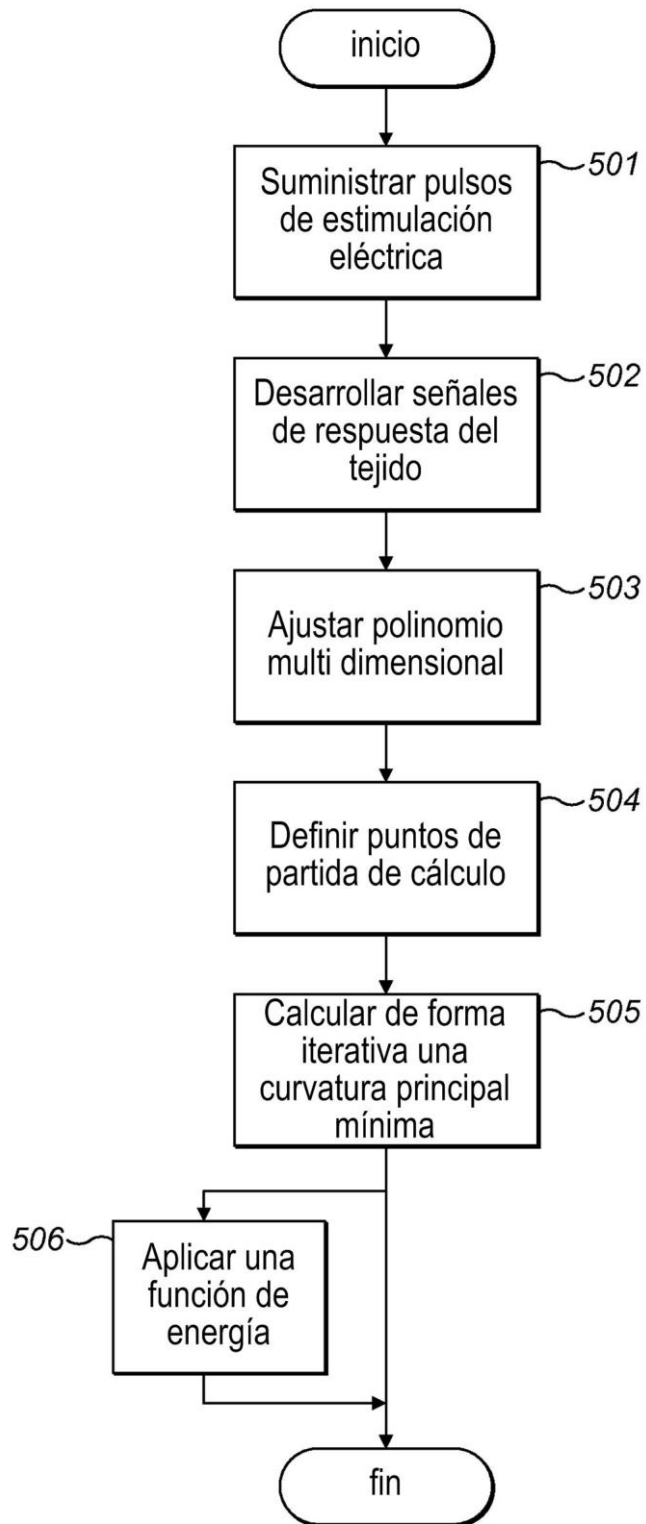 inicio
501
Suministrar pulsos
de estimulación
eléctrica
502
Desarrollar señales
de respuesta del
tejido
503
Ajustar polinomio
multi dimensional
504
Definir puntos de
partida de cálculo
505
Calcular de forma
iterativa una
curvatura principal
mínima
506
Aplicar una
función de
energía
fin